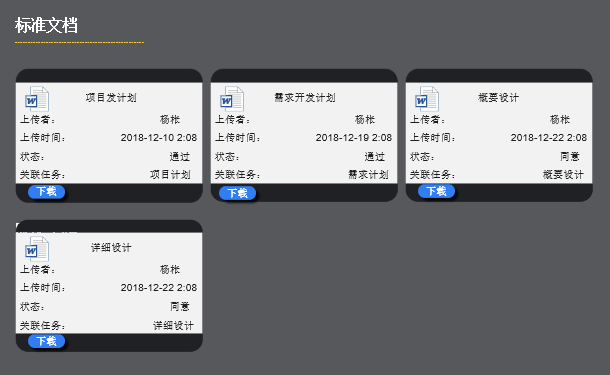 标准文档
项目发计划
上传者： 杨枨
上传时间： 2018-12-10 2:08
状态： 通过
关联任务： 项目计划
下载
需求开发计划
上传者： 杨枨
上传时间： 2018-12-19 2:08
状态： 通过
关联任务： 需求计划
下载
概要设计
上传者： 杨枨
上传时间： 2018-12-22 2:08
状态： 同意
关联任务： 概要设计
下载
详细设计
上传者： 杨枨
上传时间： 2018-12-22 2:08
状态： 同意
关联任务： 详细设计
下载